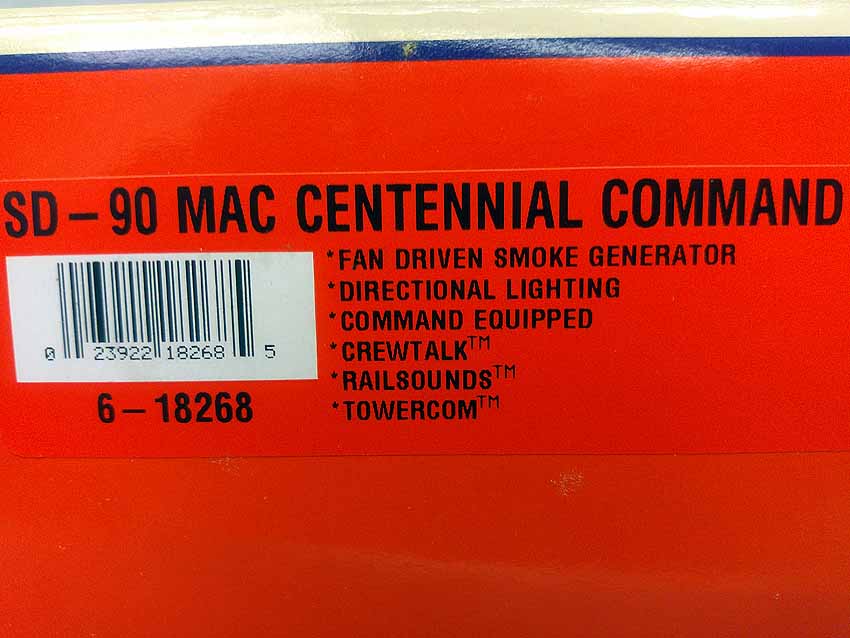 SD-90 MAC CENTENNIAL COMMAND
*FAN DRIVEN SMOKE GENERATOR
*DIRECTIONAL LIGHTING
*COMMAND EQUIPPED
*CREWTALK™
*RAILSOUNDS™
*TOWERCOM™
0 23922 18268 5
6-18268